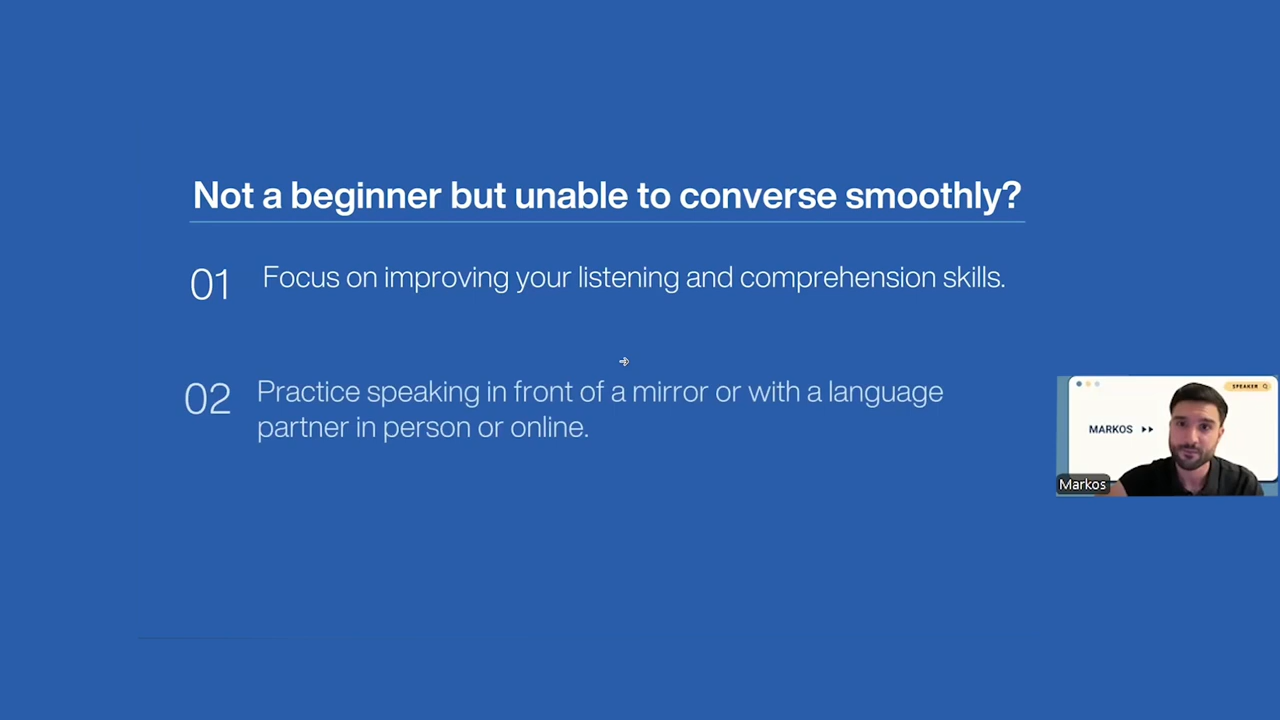 Not a beginner but unable to converse smoothly?
01 Focus on improving your listening and comprehension skills.
02 Practice speaking in front of a mirror or with a language
partner in person or online.
SPEAKER
MARKOS
Markos